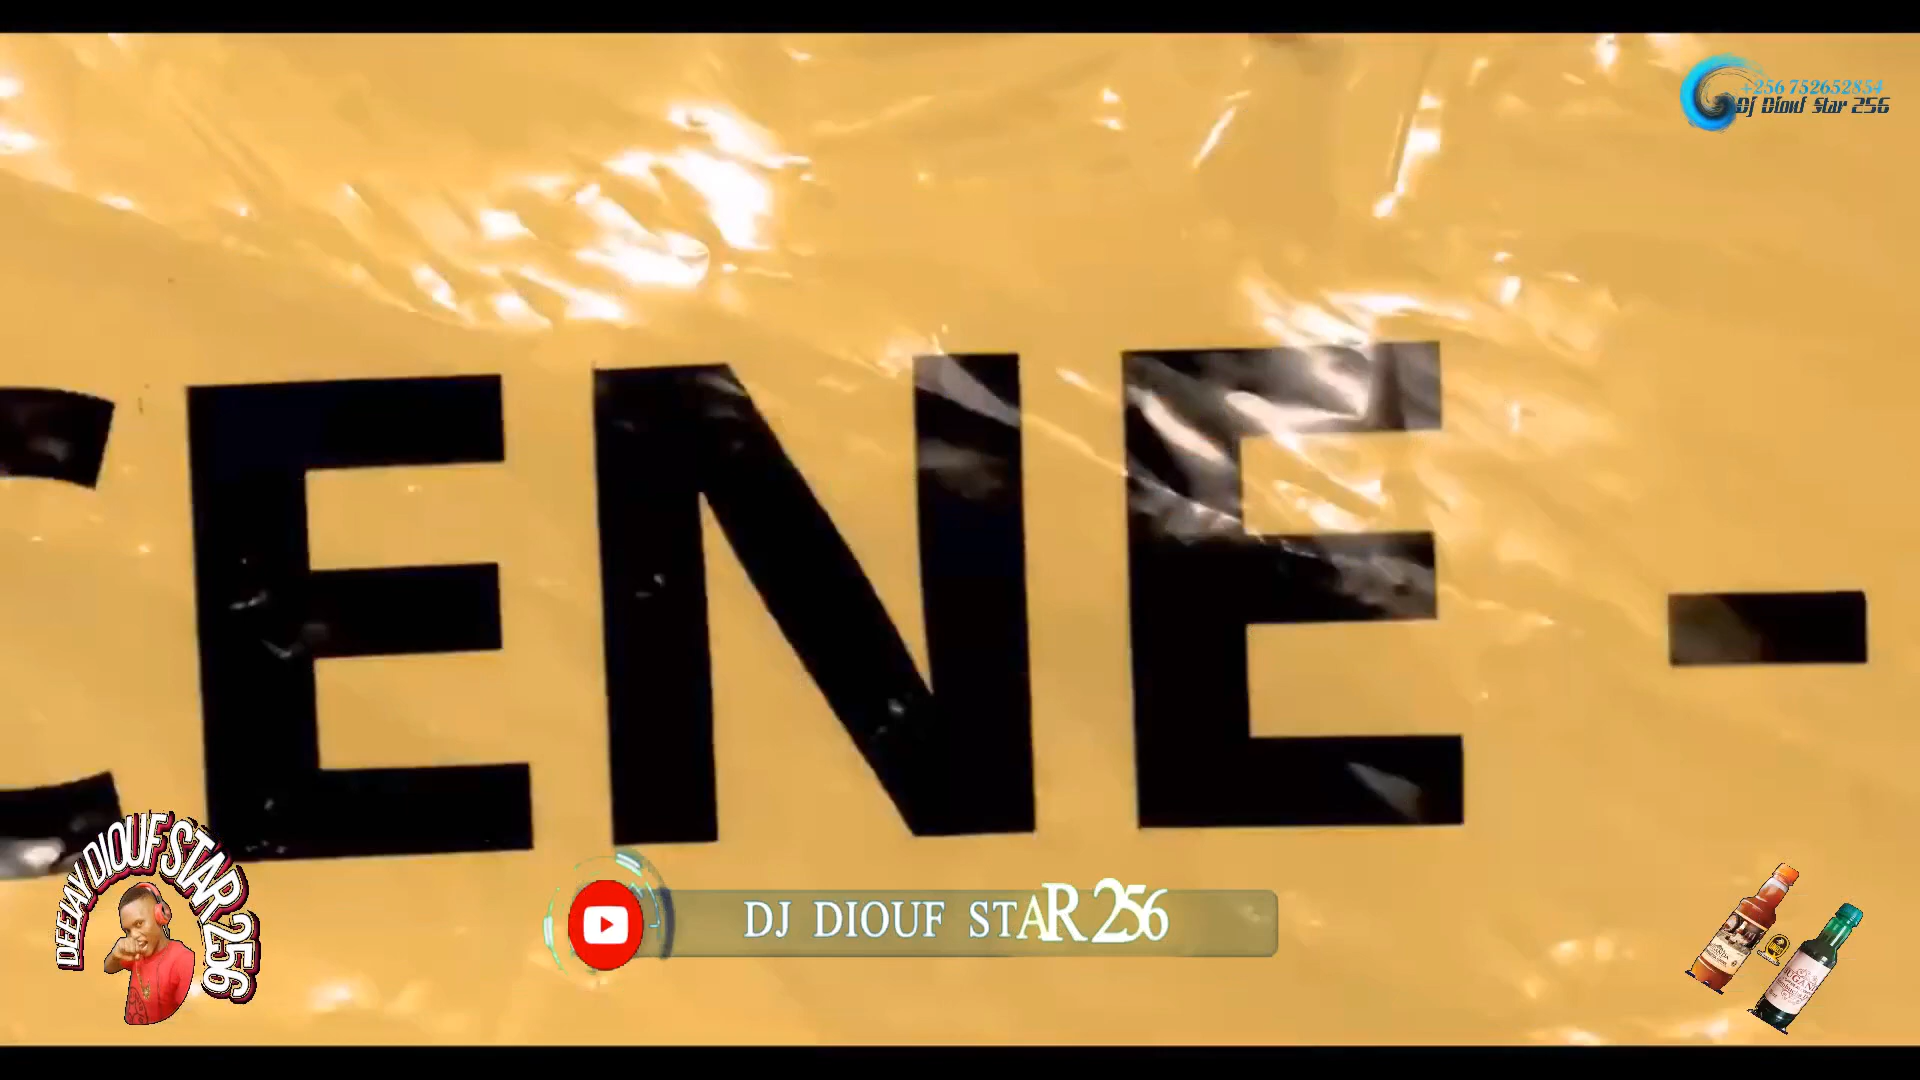 +256 752652854
Dj Diouf Star 256
CENE -
DEEJAY DIOUF STAR 256
DJ DIOUF STAR 256